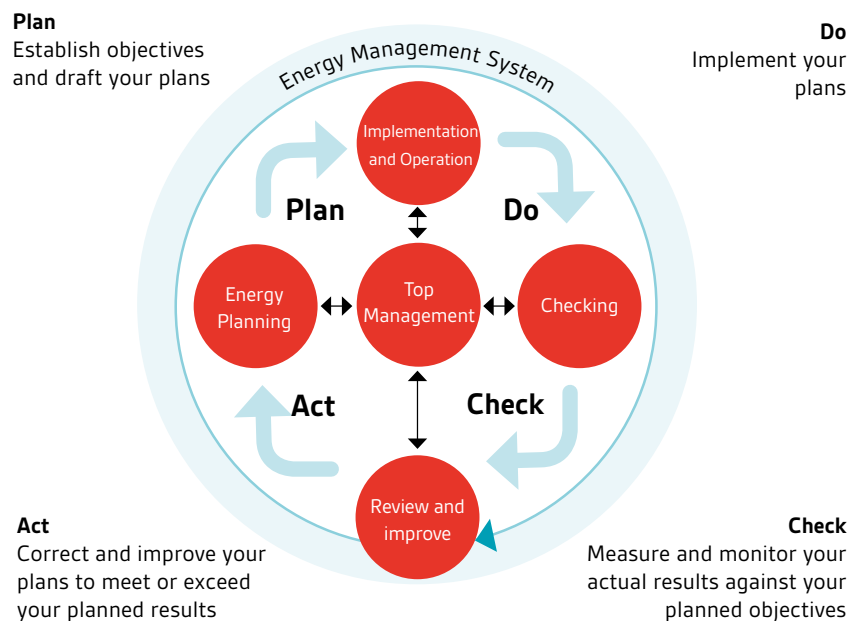 Plan
Establish objectives
and draft your plans
Do
Implement your
plans
Energy Management System
Implementation
and Operation
Plan
Do
Energy
Planning
Top
Management
Checking
Act
Check
Review and
improve
Act
Correct and improve your
plans to meet or exceed
your planned results
Check
Measure and monitor your
actual results against your
planned objectives